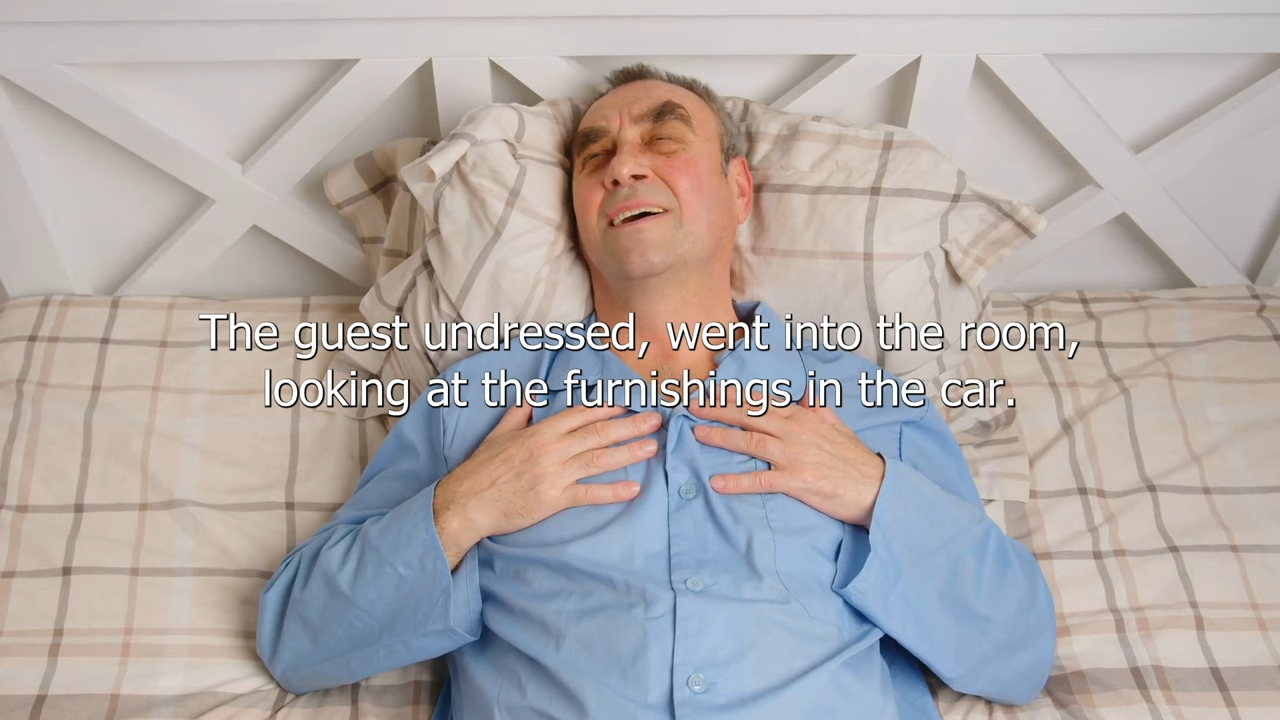 The guest undressed, went into the room,
looking at the furnishings in the car.